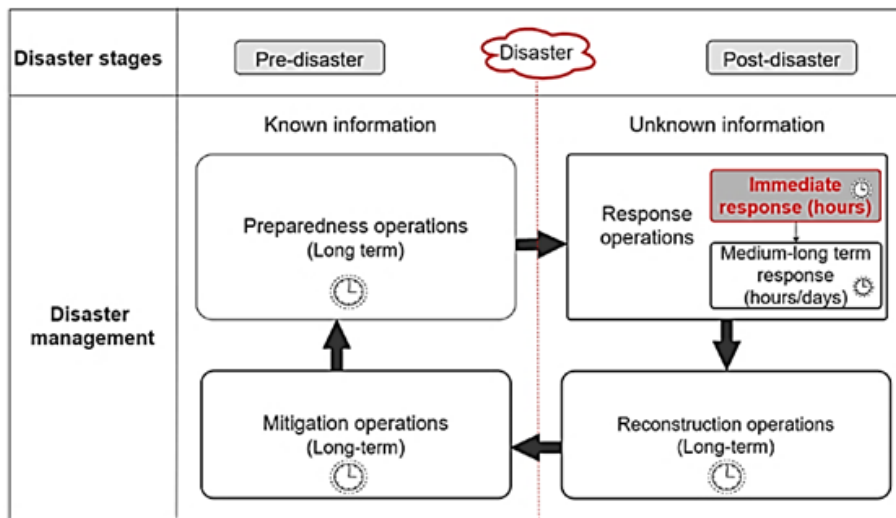 Disaster stages
Pre-disaster
Disaster
Post-disaster
Disaster
management
Known information
Unknown information
Preparedness operations
(Long term)
Response
operations
Immediate
response (hours)
Medium-long term
response
(hours/days)
Mitigation operations
(Long-term)
Reconstruction operations
(Long-term)